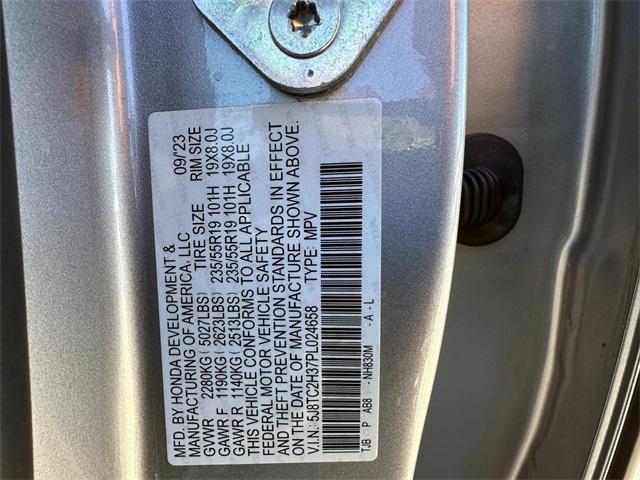 MFD. BY HONDA DEVELOPMENT &
MANUFACTURING OF AMERICA, LLC 09/23
GVWR 2280KG ( 5027LBS) TIRE SIZE RIM SIZE
GAWR F 1190KG ( 2623LBS) 235/55R19 101H 19X8.0J
GAWR R 1140KG ( 2513LBS) 235/55R19 101H 19X8.0J
THIS VEHICLE CONFORMS TO ALL APPLICABLE
FEDERAL MOTOR VEHICLE SAFETY
AND THEFT PREVENTION STANDARDS IN EFFECT
ON THE DATE OF MANUFACTURE SHOWN ABOVE.
V.I.N.: 5J8TC2H37PL024658 TYPE: MPV
TJB P AB8 - NH830M - A - L